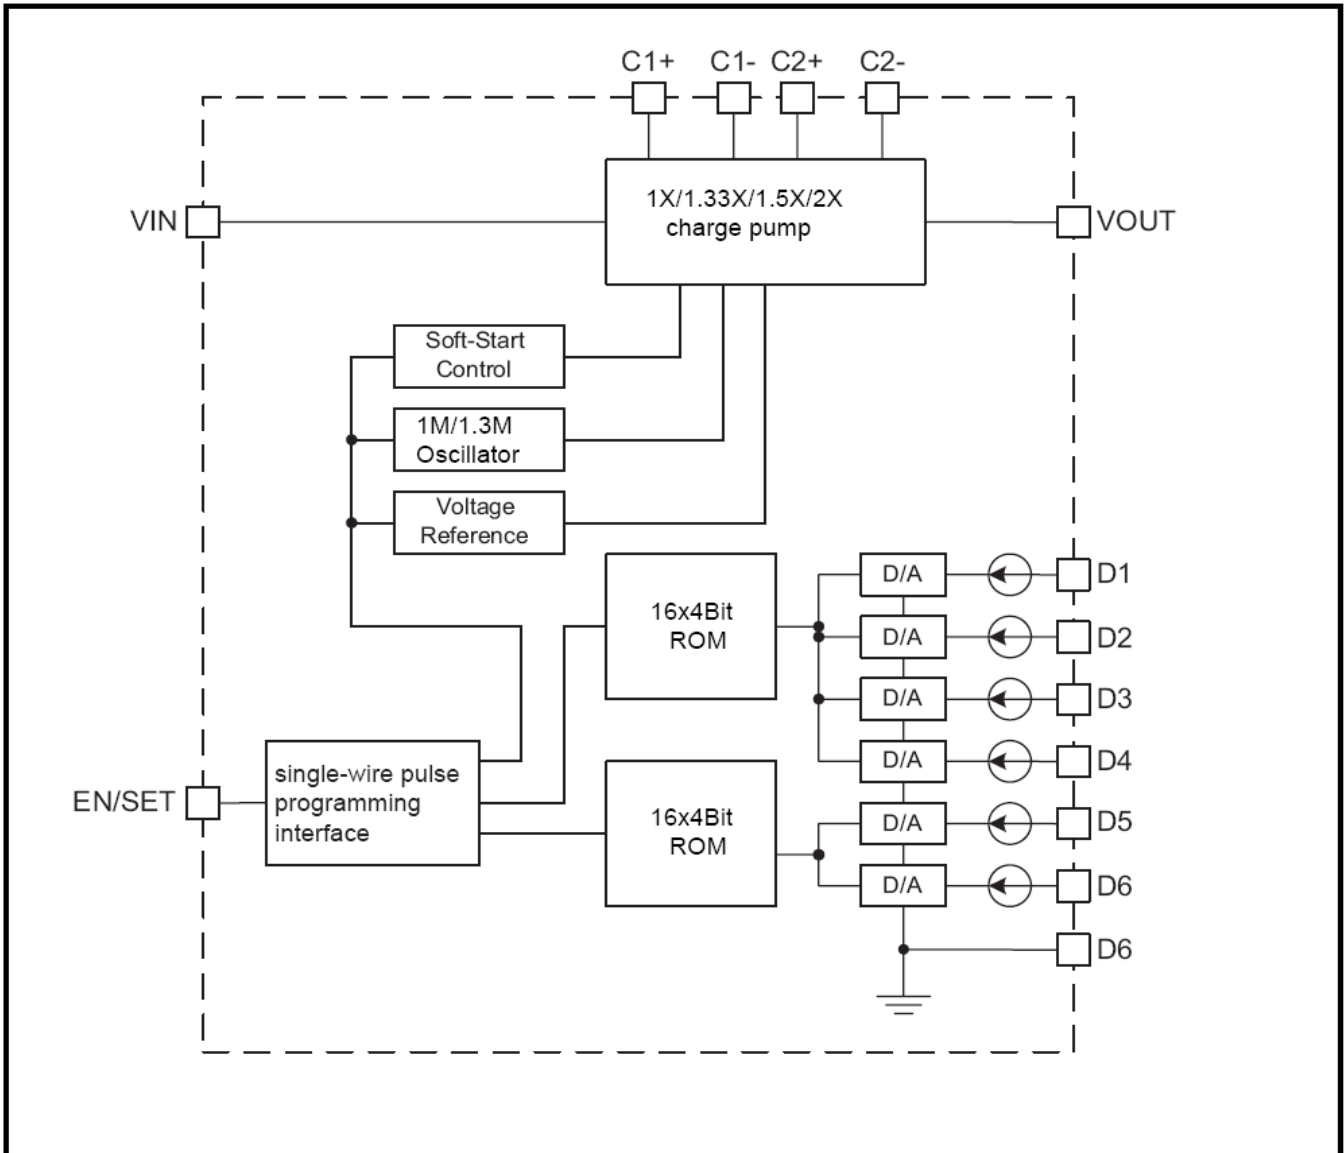 C1+ C1- C2+ C2-
1X/1.33X/1.5X/2X
charge pump
VIN
VOUT
Soft-Start
Control
1M/1.3M
Oscillator
Voltage
Reference
16x4Bit
ROM
D/A
D1
D/A
D2
D/A
D3
D/A
D4
EN/SET
single-wire pulse
programming
interface
16x4Bit
ROM
D/A
D5
D/A
D6
D6